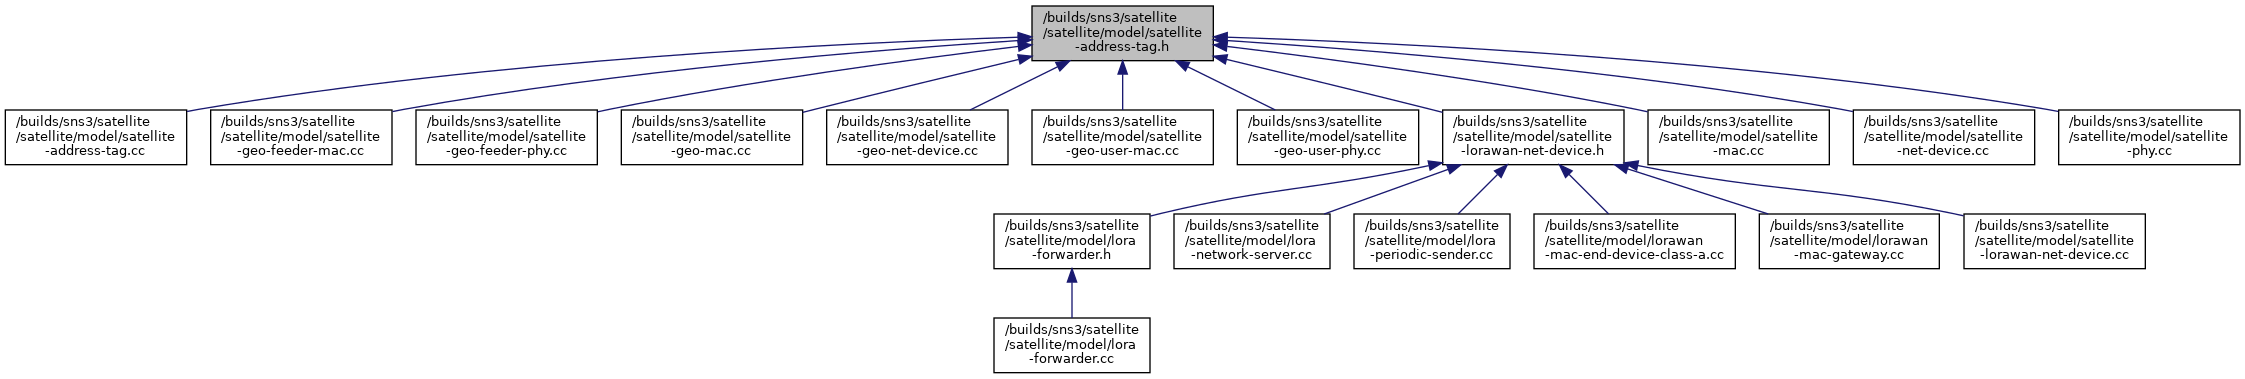 /builds/sns3/satellite
/satellite/model/satellite
-address-tag.h
/builds/sns3/satellite
/satellite/model/satellite
-address-tag.cc
/builds/sns3/satellite
/satellite/model/satellite
-geo-feeder-mac.cc
/builds/sns3/satellite
/satellite/model/satellite
-geo-feeder-phy.cc
/builds/sns3/satellite
/satellite/model/satellite
-geo-mac.cc
/builds/sns3/satellite
/satellite/model/satellite
-geo-net-device.cc
/builds/sns3/satellite
/satellite/model/satellite
-geo-user-mac.cc
/builds/sns3/satellite
/satellite/model/satellite
-geo-user-phy.cc
/builds/sns3/satellite
/satellite/model/satellite
-lorawan-net-device.h
/builds/sns3/satellite
/satellite/model/satellite
-mac.cc
/builds/sns3/satellite
/satellite/model/satellite
-net-device.cc
/builds/sns3/satellite
/satellite/model/satellite
-phy.cc
/builds/sns3/satellite
/satellite/model/lora
-forwarder.h
/builds/sns3/satellite
/satellite/model/lora
-network-server.cc
/builds/sns3/satellite
/satellite/model/lora
-periodic-sender.cc
/builds/sns3/satellite
/satellite/model/lorawan
-mac-end-device-class-a.cc
/builds/sns3/satellite
/satellite/model/lorawan
-mac-gateway.cc
/builds/sns3/satellite
/satellite/model/satellite
-lorawan-net-device.cc
/builds/sns3/satellite
/satellite/model/lora
-forwarder.cc